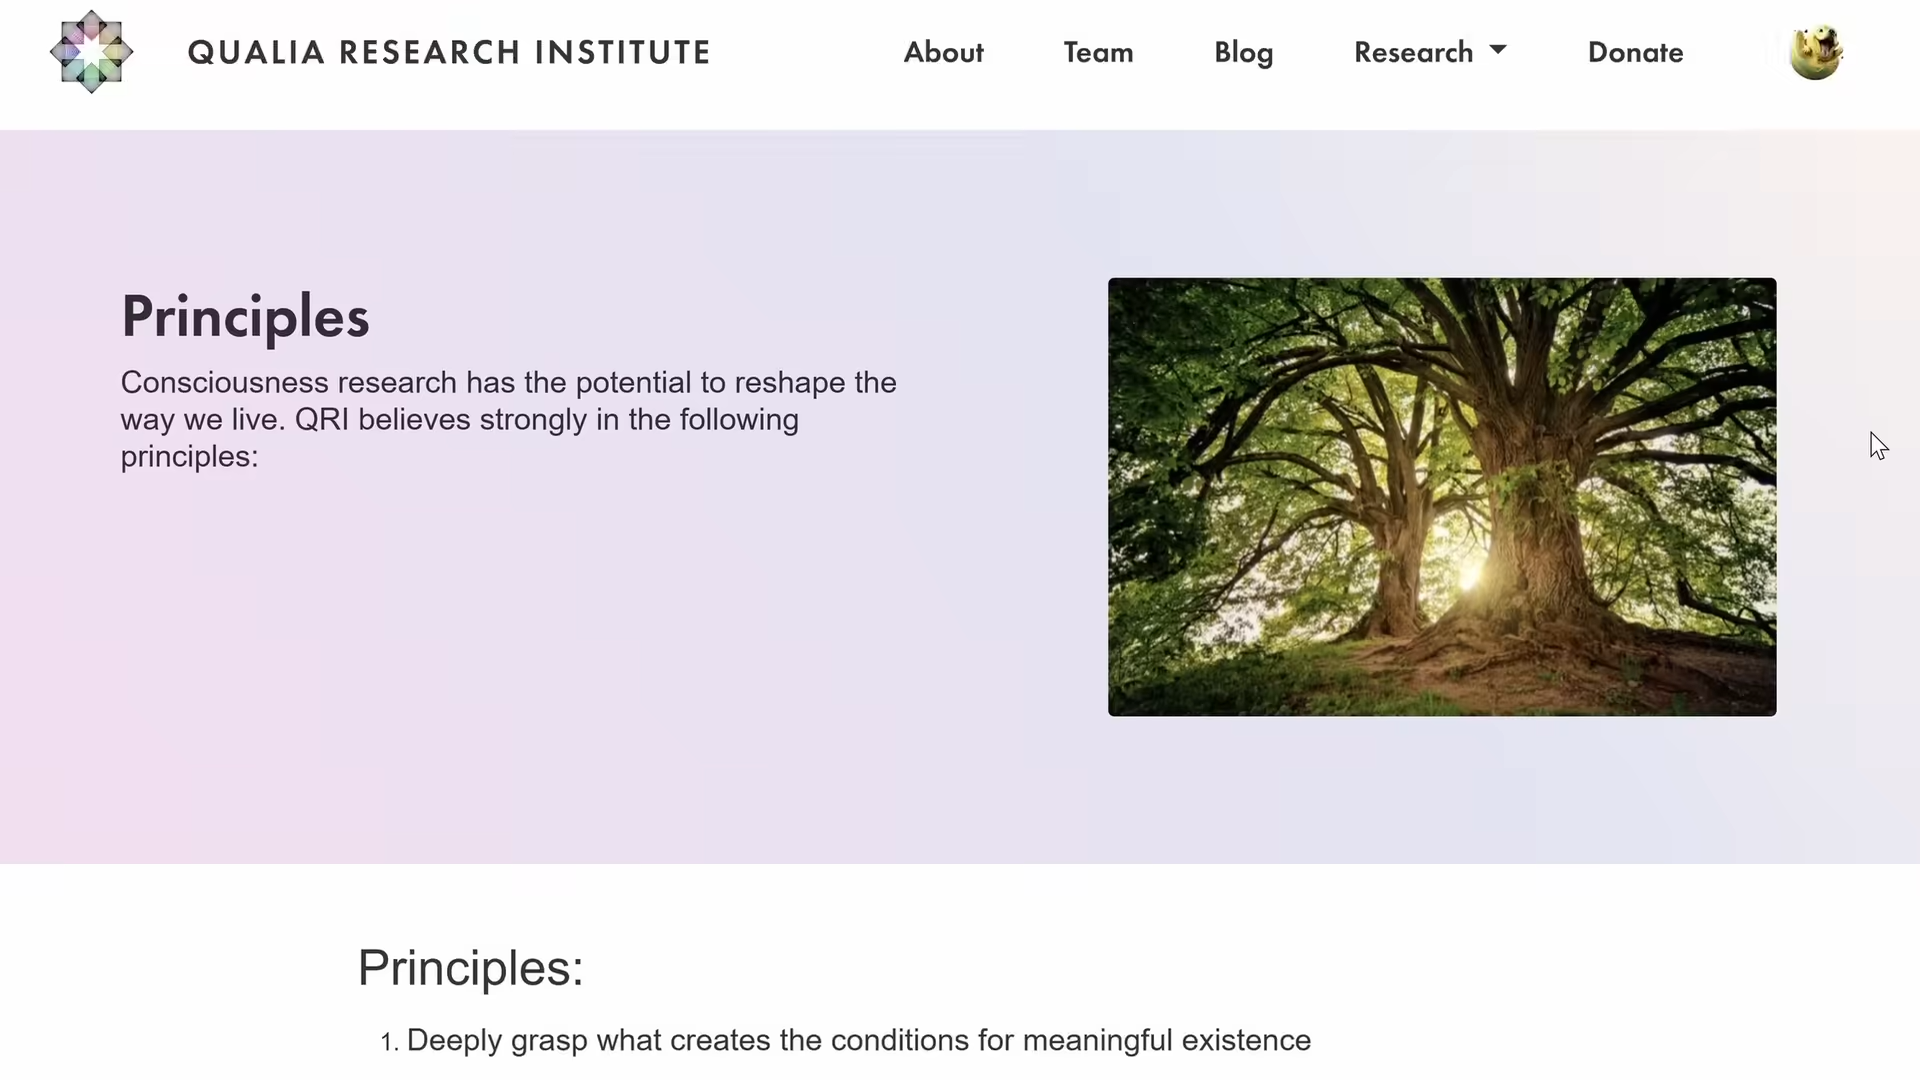 QUALIA RESEARCH INSTITUTE
About Team Blog Research Donate
Principles
Consciousness research has the potential to reshape the
way we live. QRI believes strongly in the following
principles:
Principles:
1. Deeply grasp what creates the conditions for meaningful existence